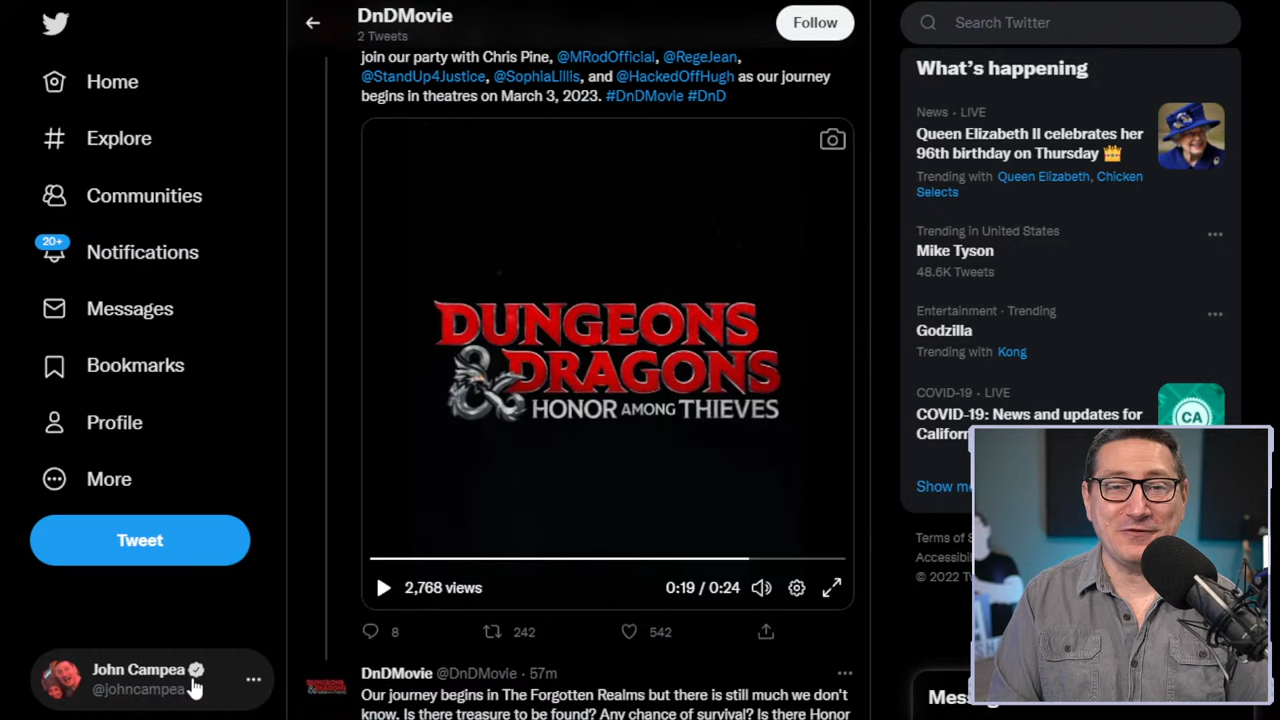 Home
Explore
Communities
20+
Notifications
Messages
Bookmarks
Profile
More
Tweet
John Campea
@johncampea
DnDMovie
2 Tweets
Follow
join our party with Chris Pine, @MRodOfficial, @RegeJean,
@StandUp4Justice, @SophiaLillis, and @HackedOffHugh as our journey
begins in theatres on March 3, 2023. #DnDMovie #DnD
DUNGEONS
& DRAGONS
HONOR AMONG THIEVES
2,768 views
0:19 / 0:24
8
242
542
DnDMovie @DnDMovie · 57m
Our journey begins in The Forgotten Realms but there is still much we don't
know. Is there treasure to be found? Any chance of survival? Is there Honor
Search Twitter
What's happening
News · LIVE
Queen Elizabeth II celebrates her
96th birthday on Thursday 👑
Trending with Queen Elizabeth, Chicken
Selects
Trending in United States
Mike Tyson
48.6K Tweets
Entertainment · Trending
Godzilla
Trending with Kong
COVID-19 · LIVE
COVID-19: News and updates for
CA
Show
Terms of
© 2022